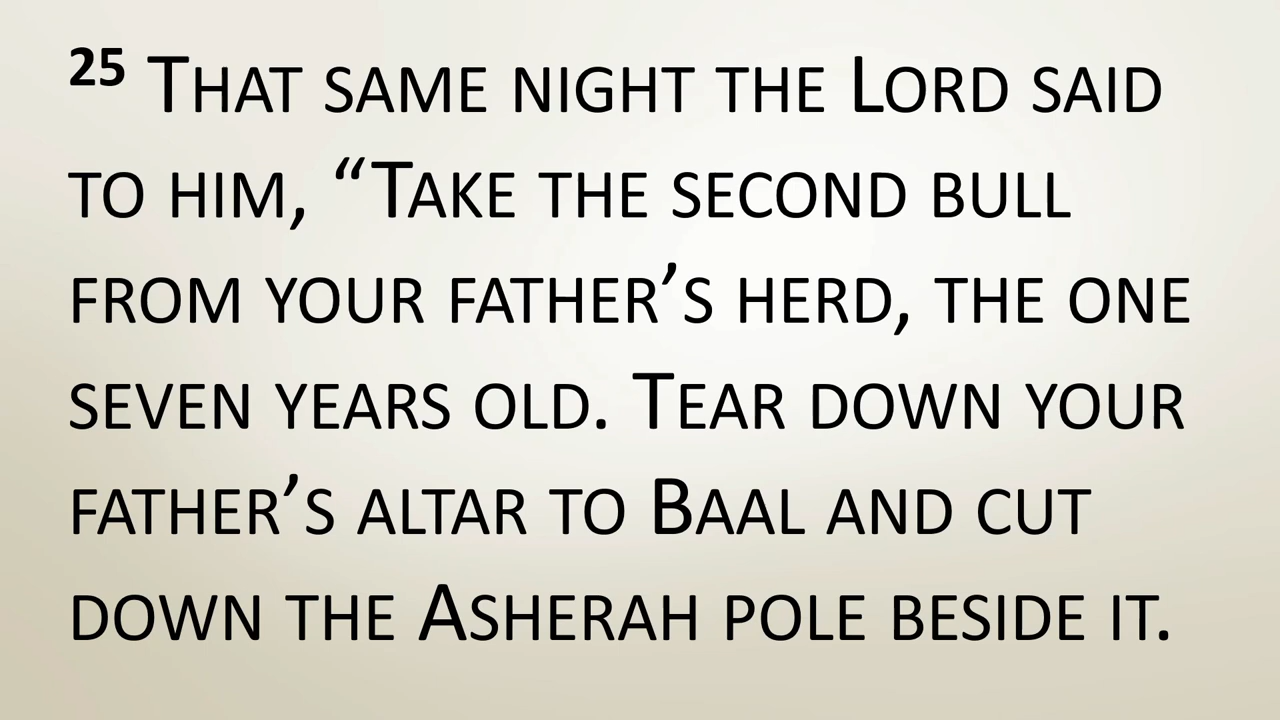 25 That same night the Lord said
to him, “Take the second bull
from your father’s herd, the one
seven years old. Tear down your
father’s altar to Baal and cut
down the Asherah pole beside it.